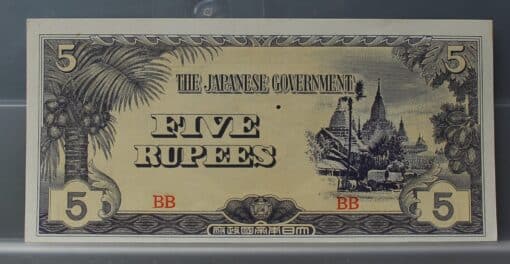 5 5
THE JAPANESE GOVERNMENT
FIVE
RUPEES
BB BB
5 5
大日本帝國政府